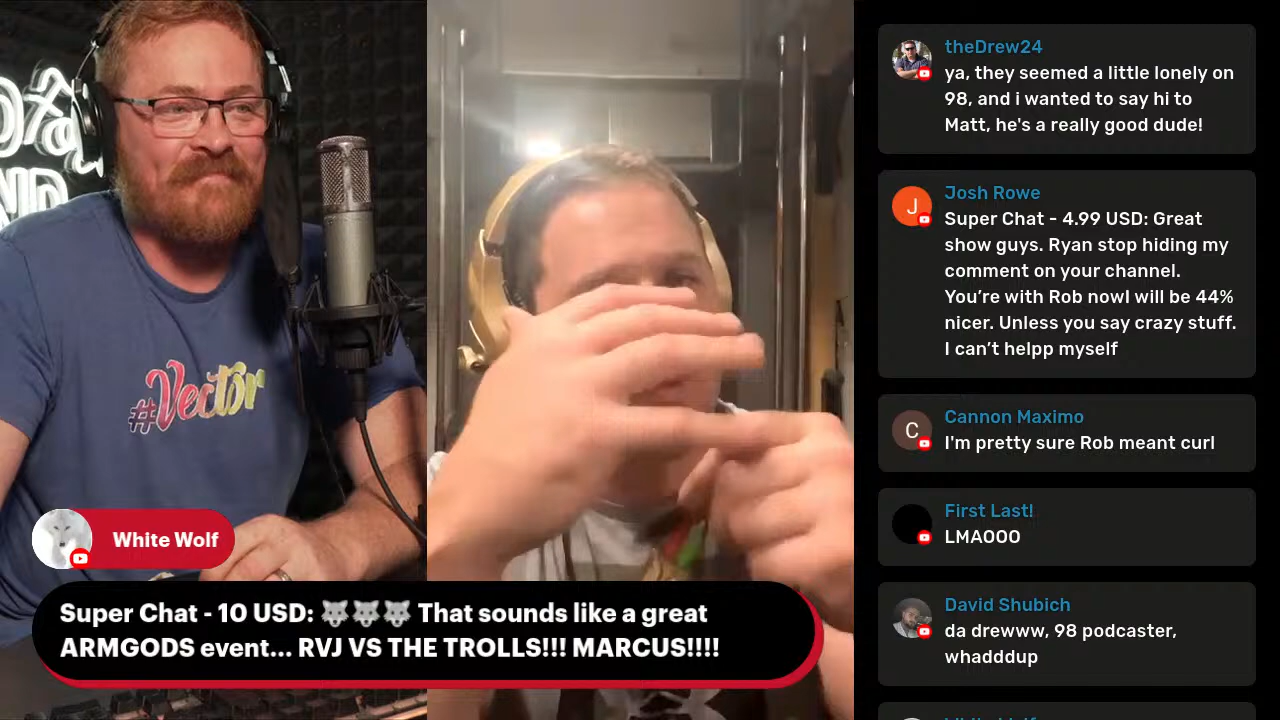 #Vector
White Wolf
Super Chat - 10 USD: 🐺🐺🐺 That sounds like a great
ARMGODS event... RVJ VS THE TROLLS!!! MARCUS!!!!
theDrew24
ya, they seemed a little lonely on
98, and i wanted to say hi to
Matt, he's a really good dude!
J
Josh Rowe
Super Chat - 4.99 USD: Great
show guys. Ryan stop hiding my
comment on your channel.
You’re with Rob nowI will be 44%
nicer. Unless you say crazy stuff.
I can’t helpp myself
C
Cannon Maximo
I'm pretty sure Rob meant curl
First Last!
LMAOOO
David Shubich
da drewww, 98 podcaster,
whadddup